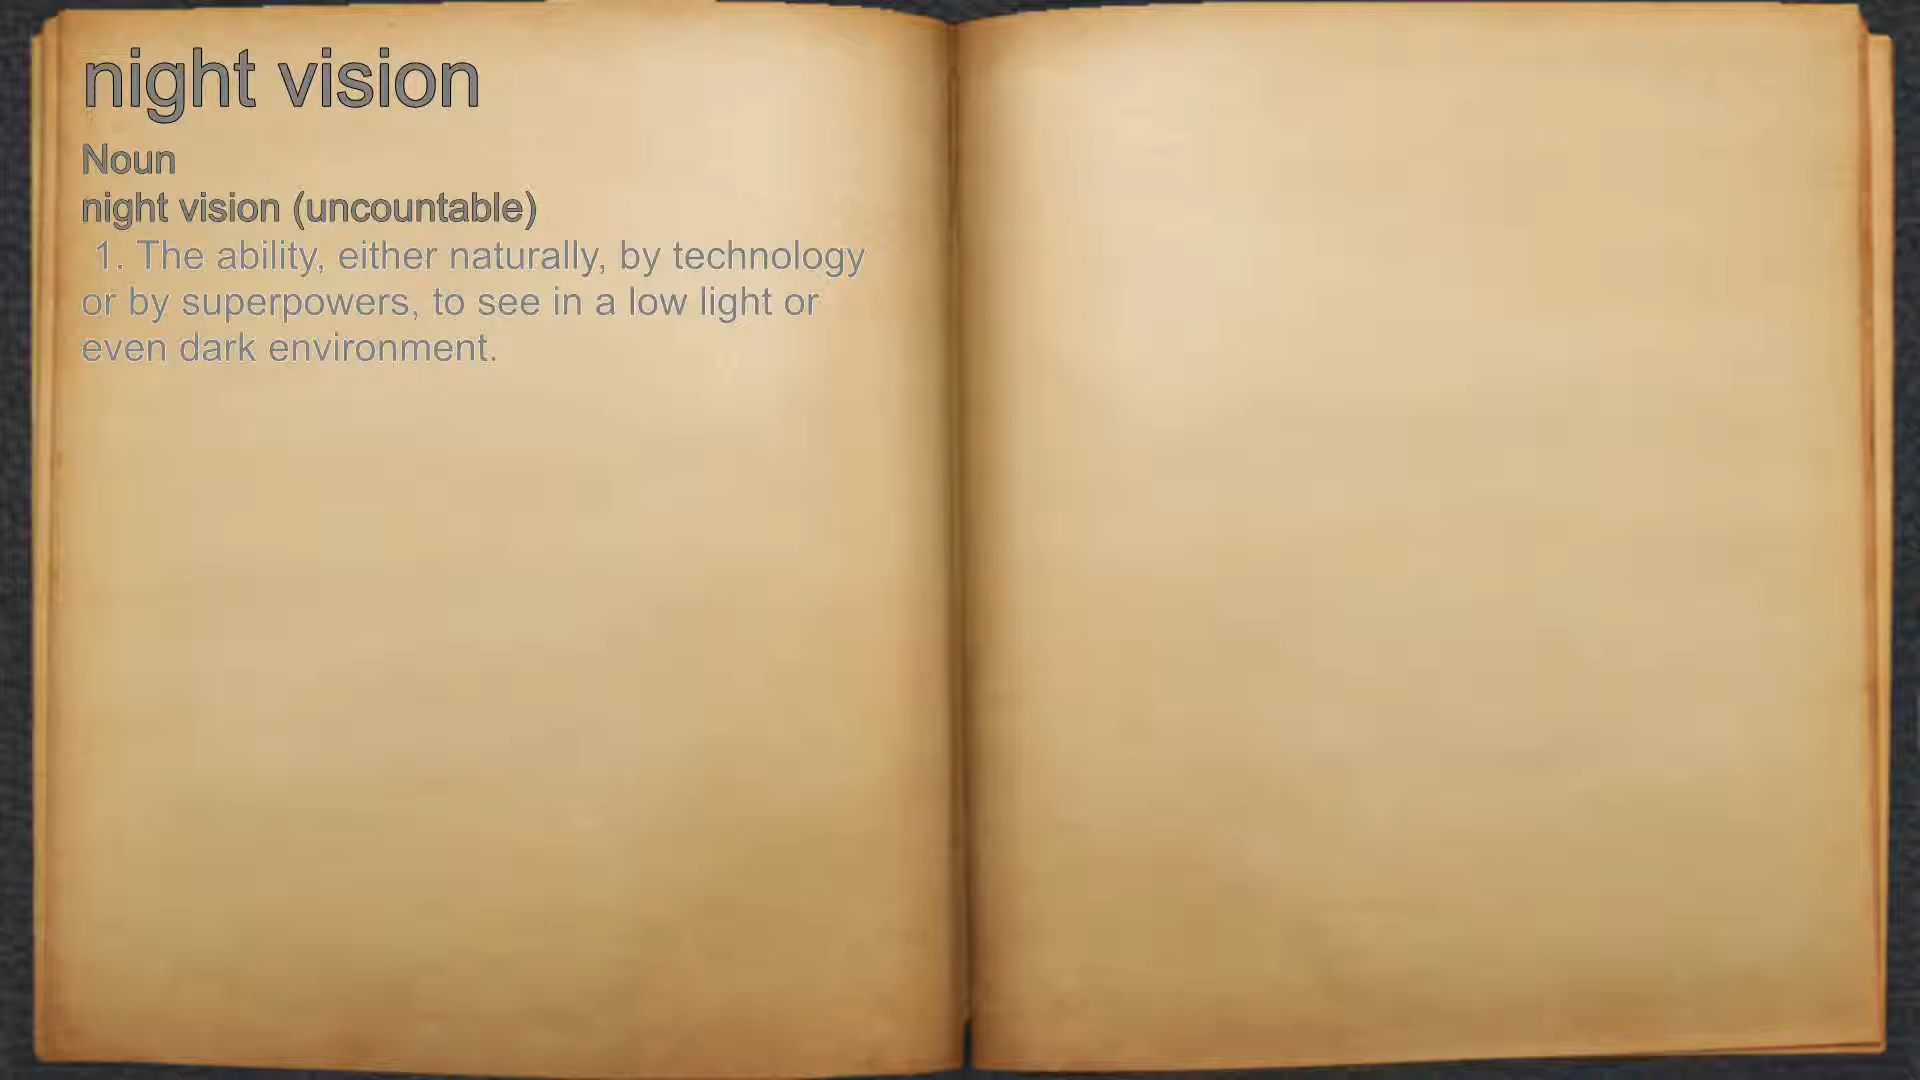 night vision
Noun
night vision (uncountable)
1. The ability, either naturally, by technology
or by superpowers, to see in a low light or
even dark environment.